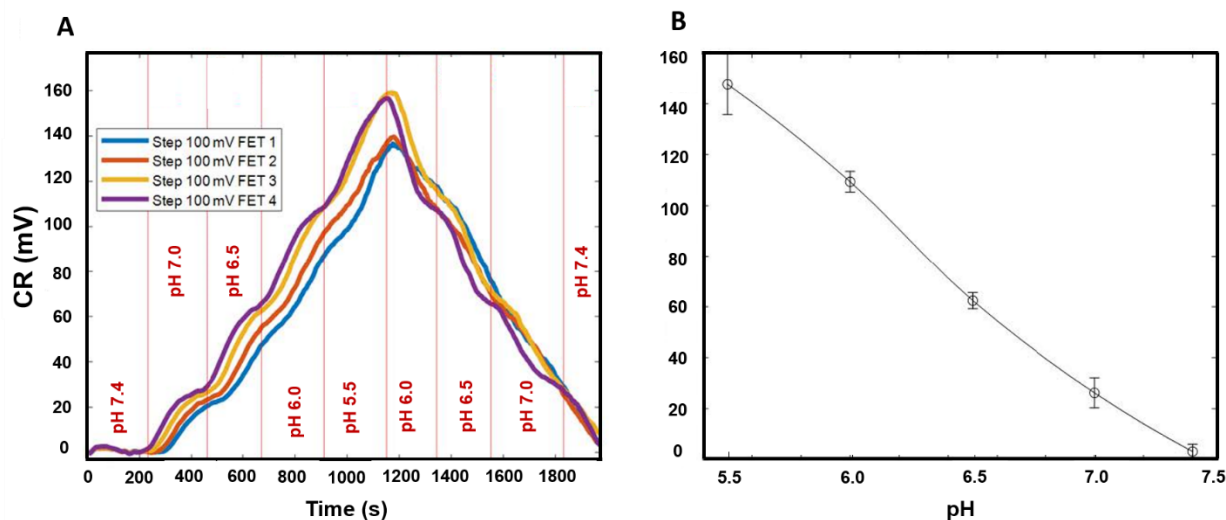 A
CR (mV)
160
140
120
100
80
60
40
20
0
Step 100 mV FET 1
Step 100 mV FET 2
Step 100 mV FET 3
Step 100 mV FET 4
pH 7.4
pH 7.0
pH 6.5
pH 6.0
pH 5.5
pH 6.0
pH 6.5
pH 7.0
pH 7.4
0 200 400 600 800 1000 1200 1400 1600 1800
Time (s)
B
160
140
120
100
80
60
40
20
0
5.5 6.0 6.5 7.0 7.5
pH